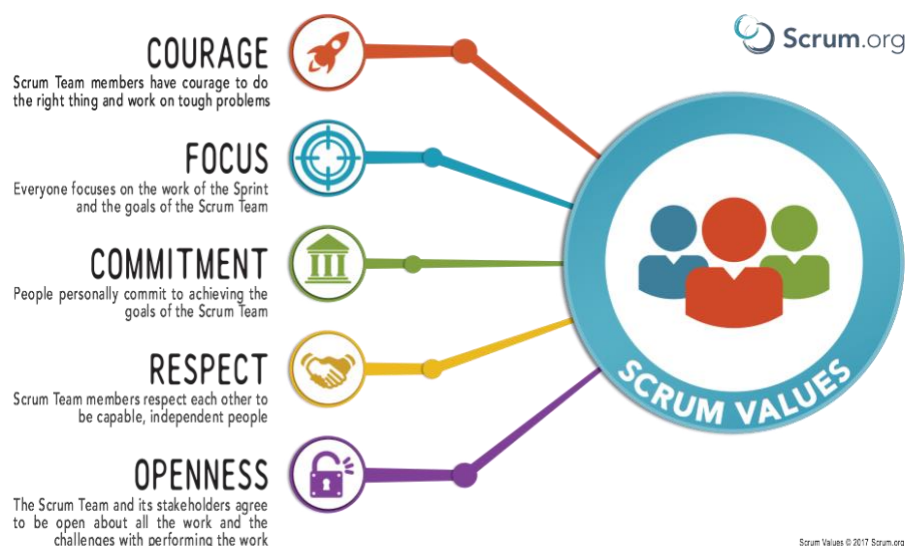 COURAGE
Scrum Team members have courage to do
the right thing and work on tough problems
FOCUS
Everyone focuses on the work of the Sprint
and the goals of the Scrum Team
COMMITMENT
People personally commit to achieving the
goals of the Scrum Team
RESPECT
Scrum Team members respect each other to
be capable, independent people
OPENNESS
The Scrum Team and its stakeholders agree
to be open about all the work and the
challenges with performing the work
Scrum.org
SCRUM VALUES
Scrum Values © 2017 Scrum.org